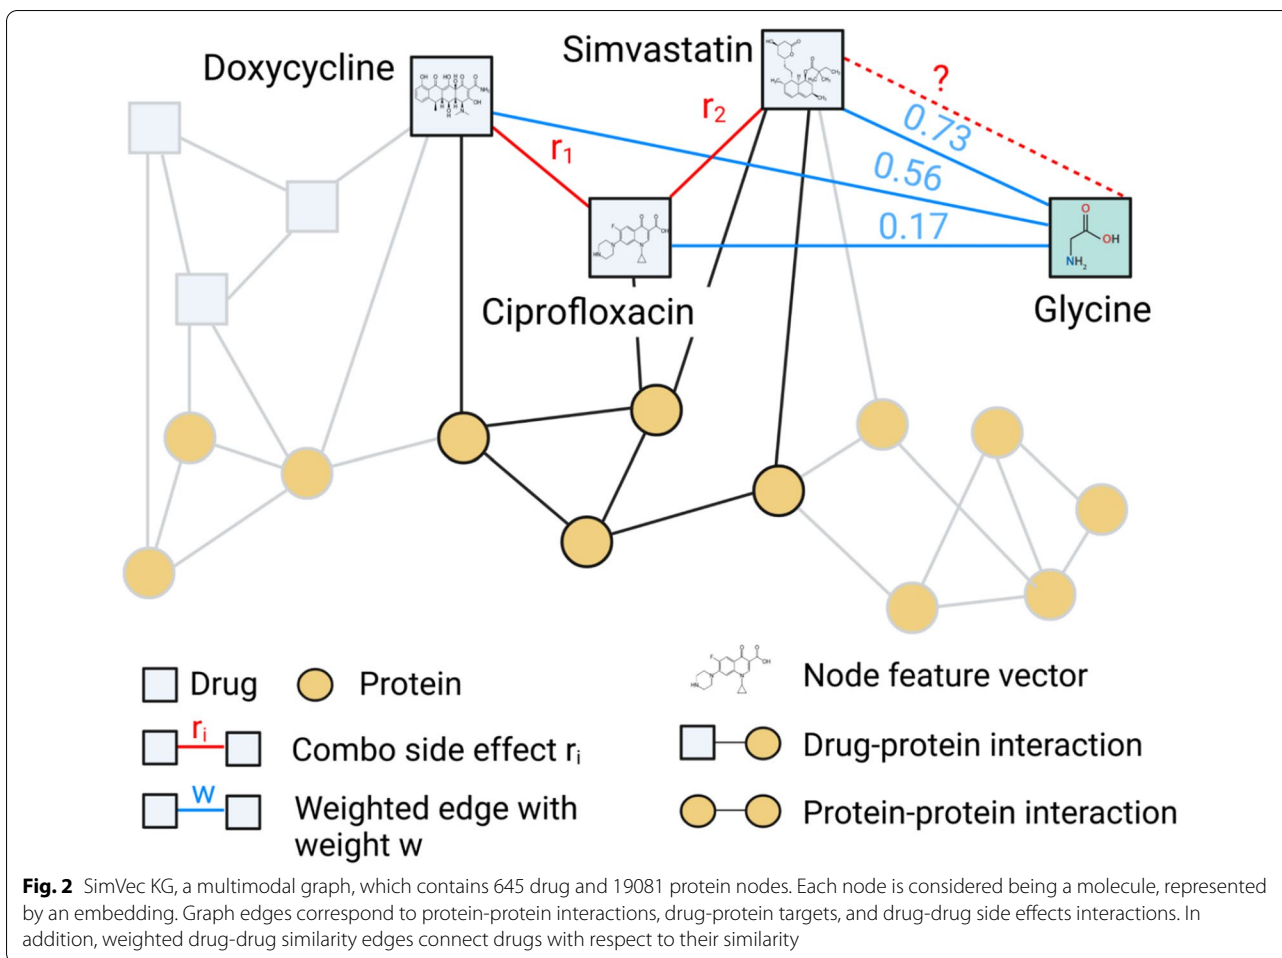 Simvastatin
Doxycycline
?
r₂
0.73
r₁
0.56
0.17
OH
NH₂
O
Ciprofloxacin
Glycine
Drug
Protein
Node feature vector
rᵢ
Combo side effect rᵢ
Drug-protein interaction
w
Weighted edge with
weight w
Protein-protein interaction
Fig. 2 SimVec KG, a multimodal graph, which contains 645 drug and 19081 protein nodes. Each node is considered being a molecule, represented
by an embedding. Graph edges correspond to protein-protein interactions, drug-protein targets, and drug-drug side effects interactions. In
addition, weighted drug-drug similarity edges connect drugs with respect to their similarity